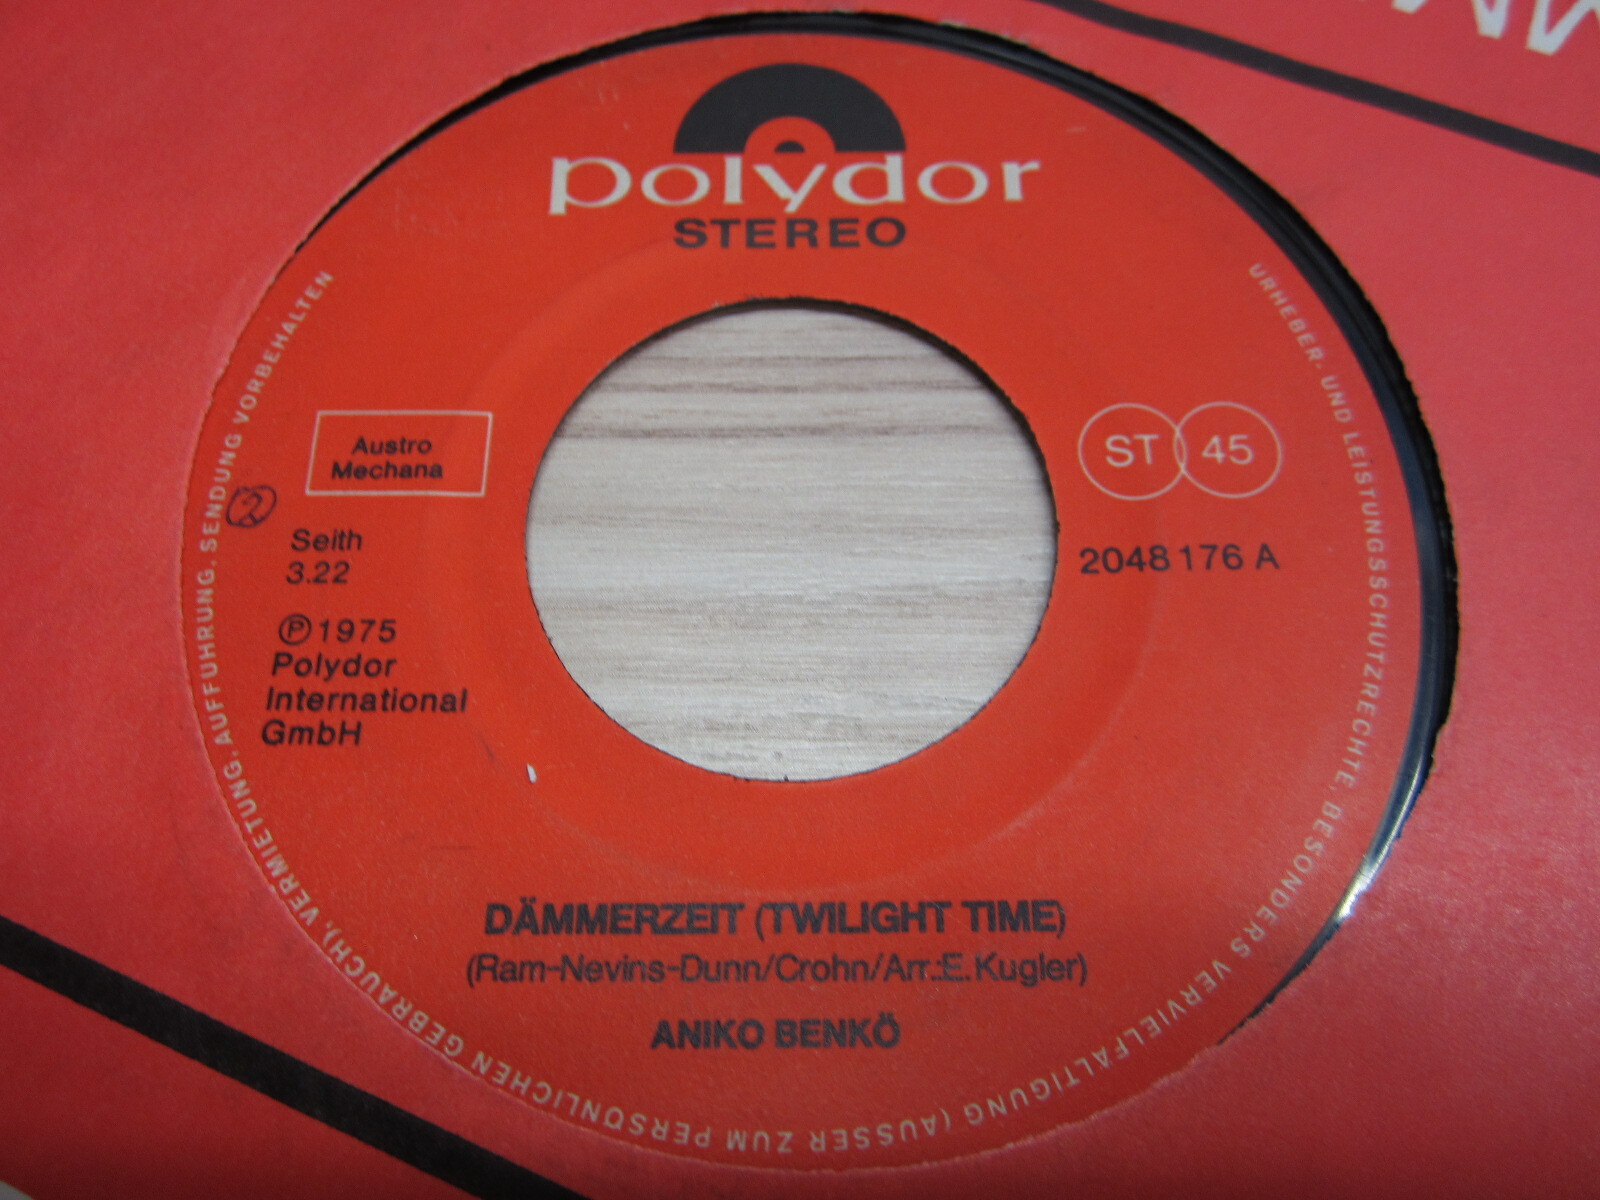 polydor
STEREO
Austro
Mechana
ST 45
2
Seith
3.22
2048 176 A
Ⓟ 1975
Polydor
International
GmbH
DÄMMERZEIT (TWILIGHT TIME)
(Ram-Nevins-Dunn/Crohn/Arr.:E. Kugler)
ANIKO BENKÖ
URHEBER- UND LEISTUNGSSCHUTZRECHTE, BESONDERS VERVIELFÄLTIGUNG (AUSSER ZUM PERSÖNLICHEN GEBRAUCH), VERMIETUNG, AUFFÜHRUNG, SENDUNG VORBEHALTEN